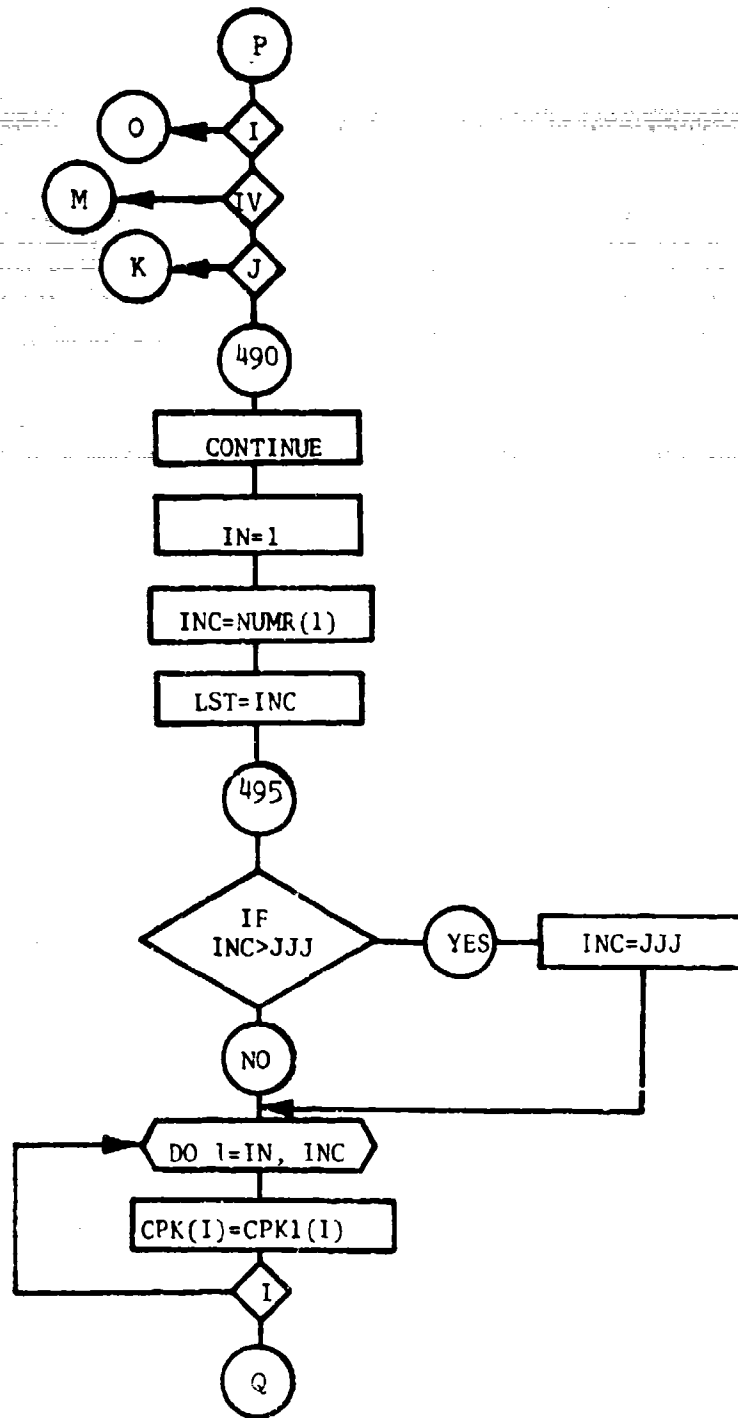 P
O
I
M
IV
K
J
490
CONTINUE
IN=1
INC=NUMR(1)
LST=INC
495
IF
INC>JJJ
YES
INC=JJJ
NO
DO I=IN, INC
CPK(I)=CPK1(I)
I
Q